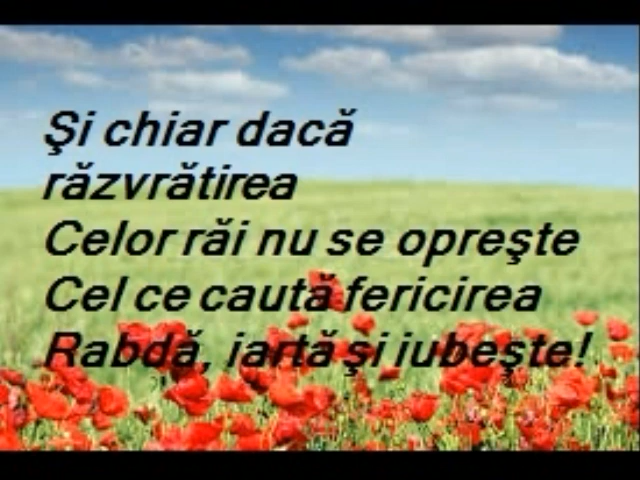 Şi chiar dacă
răzvrătirea
Celor răi nu se opreşte
Cel ce caută fericirea
Rabdă, iartă şi iubeşte!